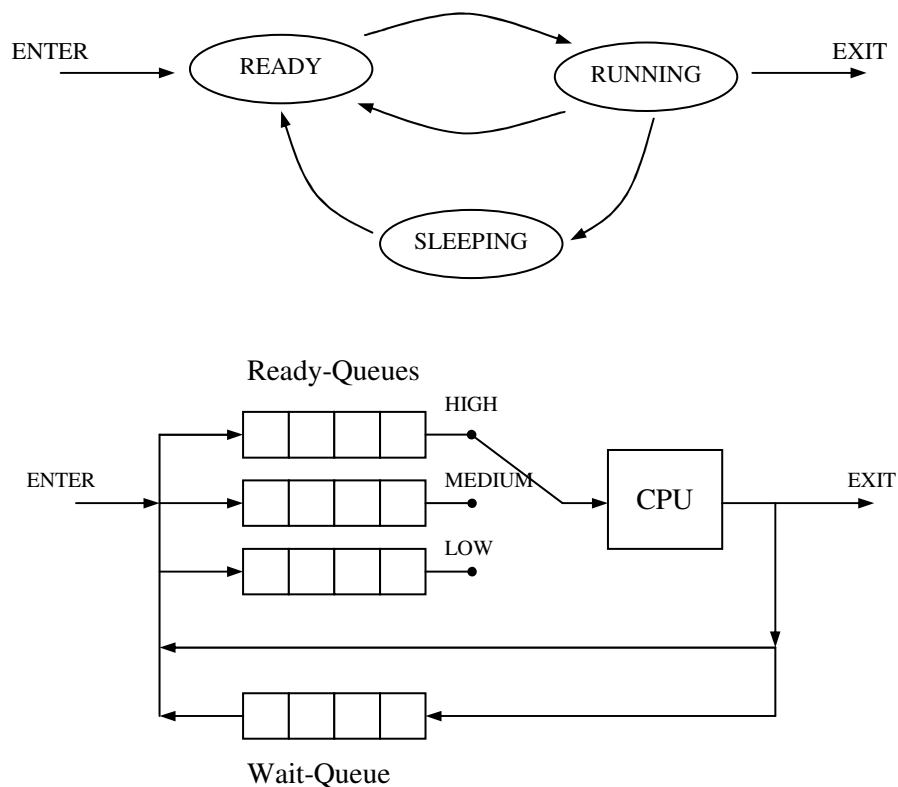 ENTER
READY
RUNNING
EXIT
SLEEPING
Ready-Queues
HIGH
ENTER
MEDIUM
CPU
EXIT
LOW
Wait-Queue